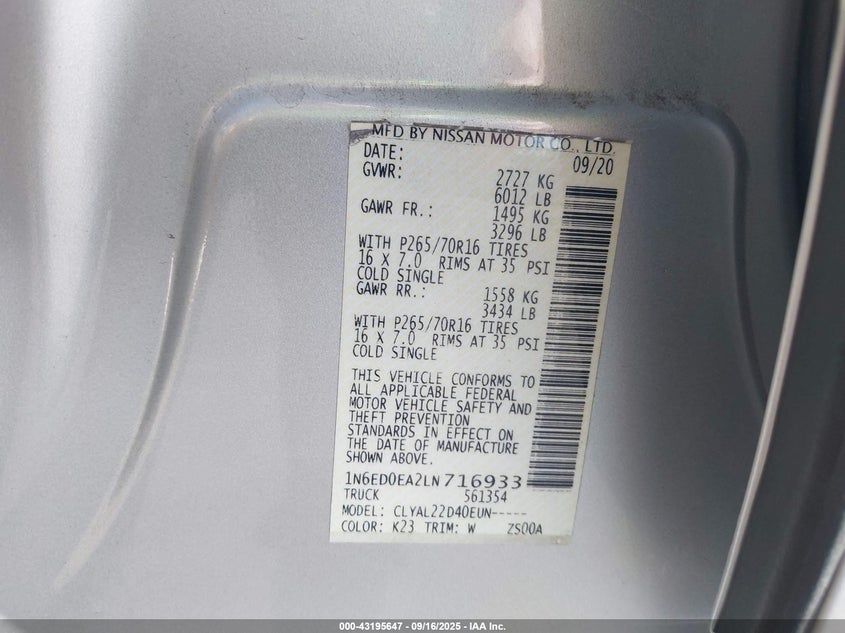 MFD BY NISSAN MOTOR CO., LTD.
DATE: 09/20
GVWR: 2727 KG
6012 LB
GAWR FR.: 1495 KG
3296 LB
WITH P265/70R16 TIRES
16 X 7.0 RIMS AT 35 PSI
COLD SINGLE
GAWR RR.: 1558 KG
3434 LB
WITH P265/70R16 TIRES
16 X 7.0 RIMS AT 35 PSI
COLD SINGLE
THIS VEHICLE CONFORMS TO
ALL APPLICABLE FEDERAL
MOTOR VEHICLE SAFETY AND
THEFT PREVENTION
STANDARDS IN EFFECT ON
THE DATE OF MANUFACTURE
SHOWN ABOVE.
1N6ED0EA2LN716933
TRUCK 561354
MODEL: CLYAL22D40EUN-----
COLOR: K23 TRIM: W ZS00A
000-43195647 - 09/16/2025 - IAA Inc.